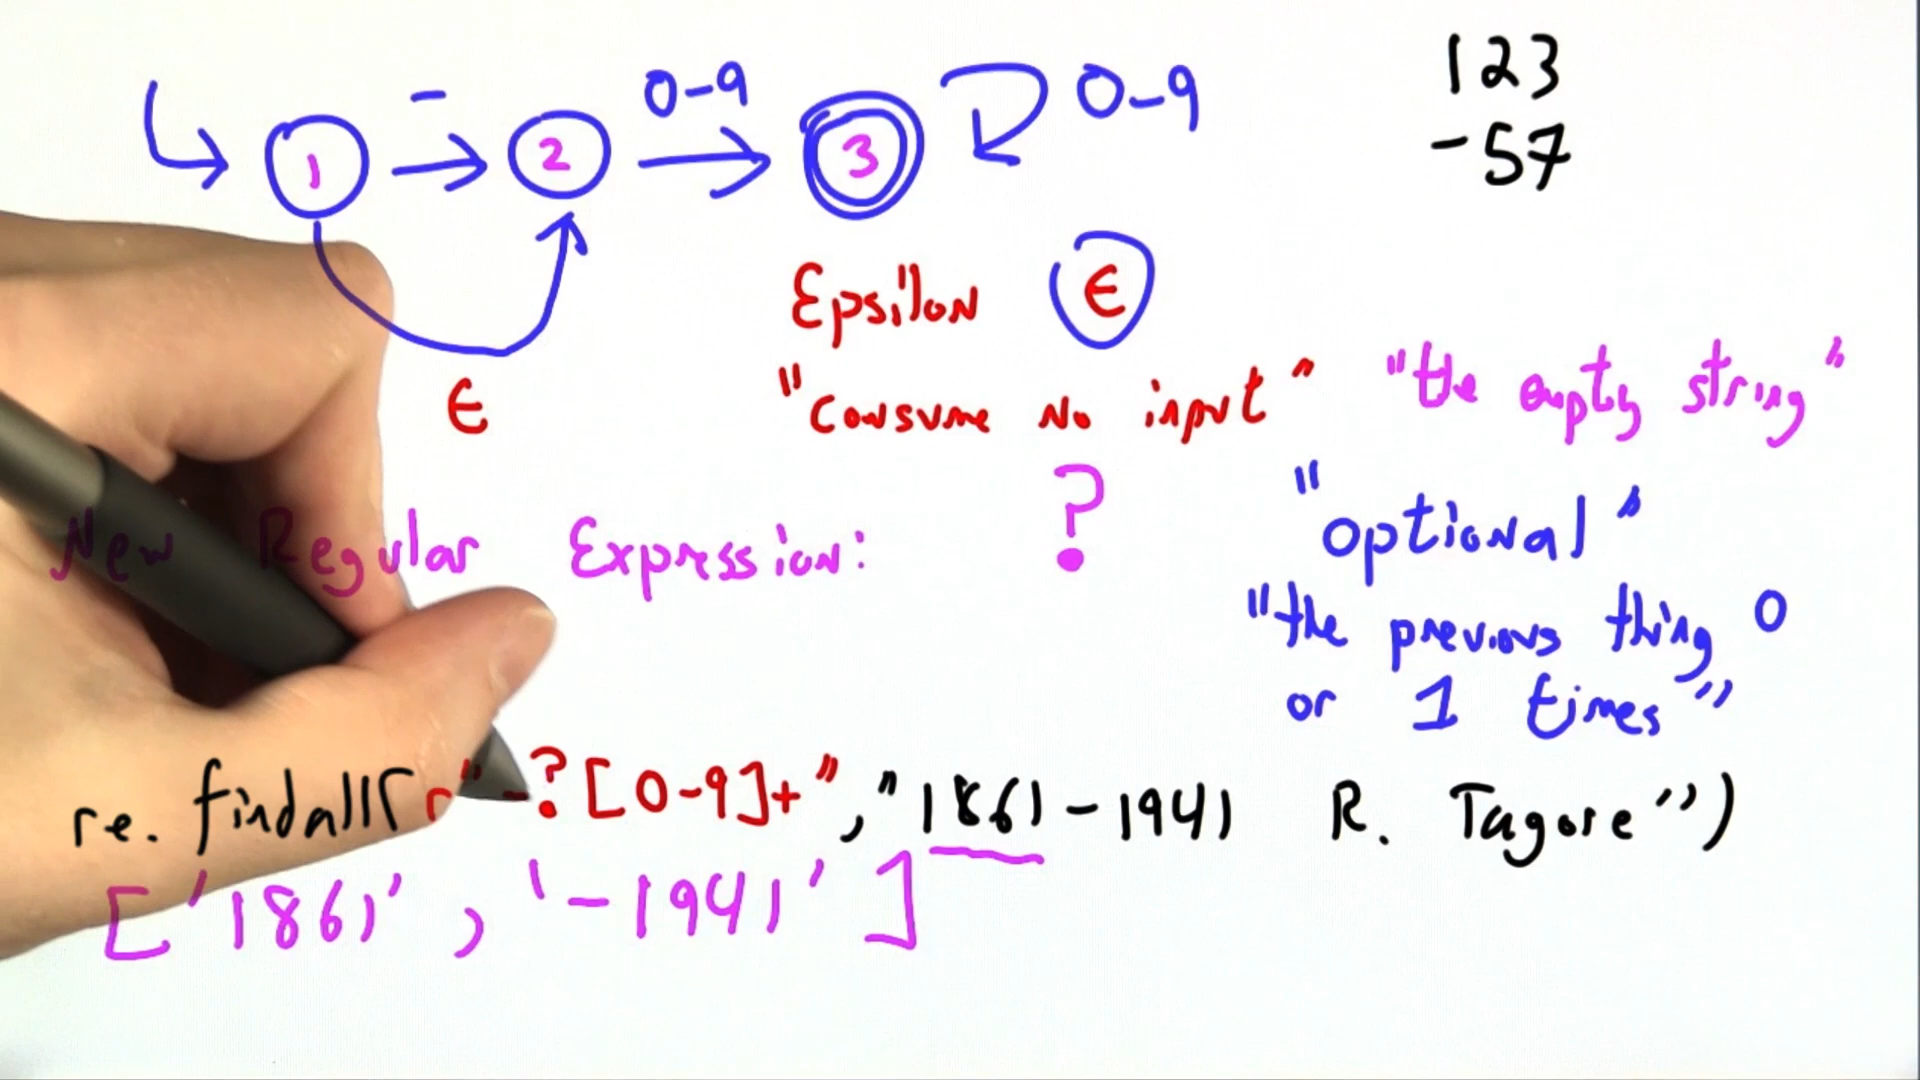 - 0-9 0-9
1 2 3
123
-57
Epsilon ϵ
ϵ
"consume no input" "the empty string"
New Regular Expression: ?
"optional"
"the previous thing 0
or 1 times"
re.findall(r"-?[0-9]+","1861-1941 R. Tagore")
['1861', '-1941']